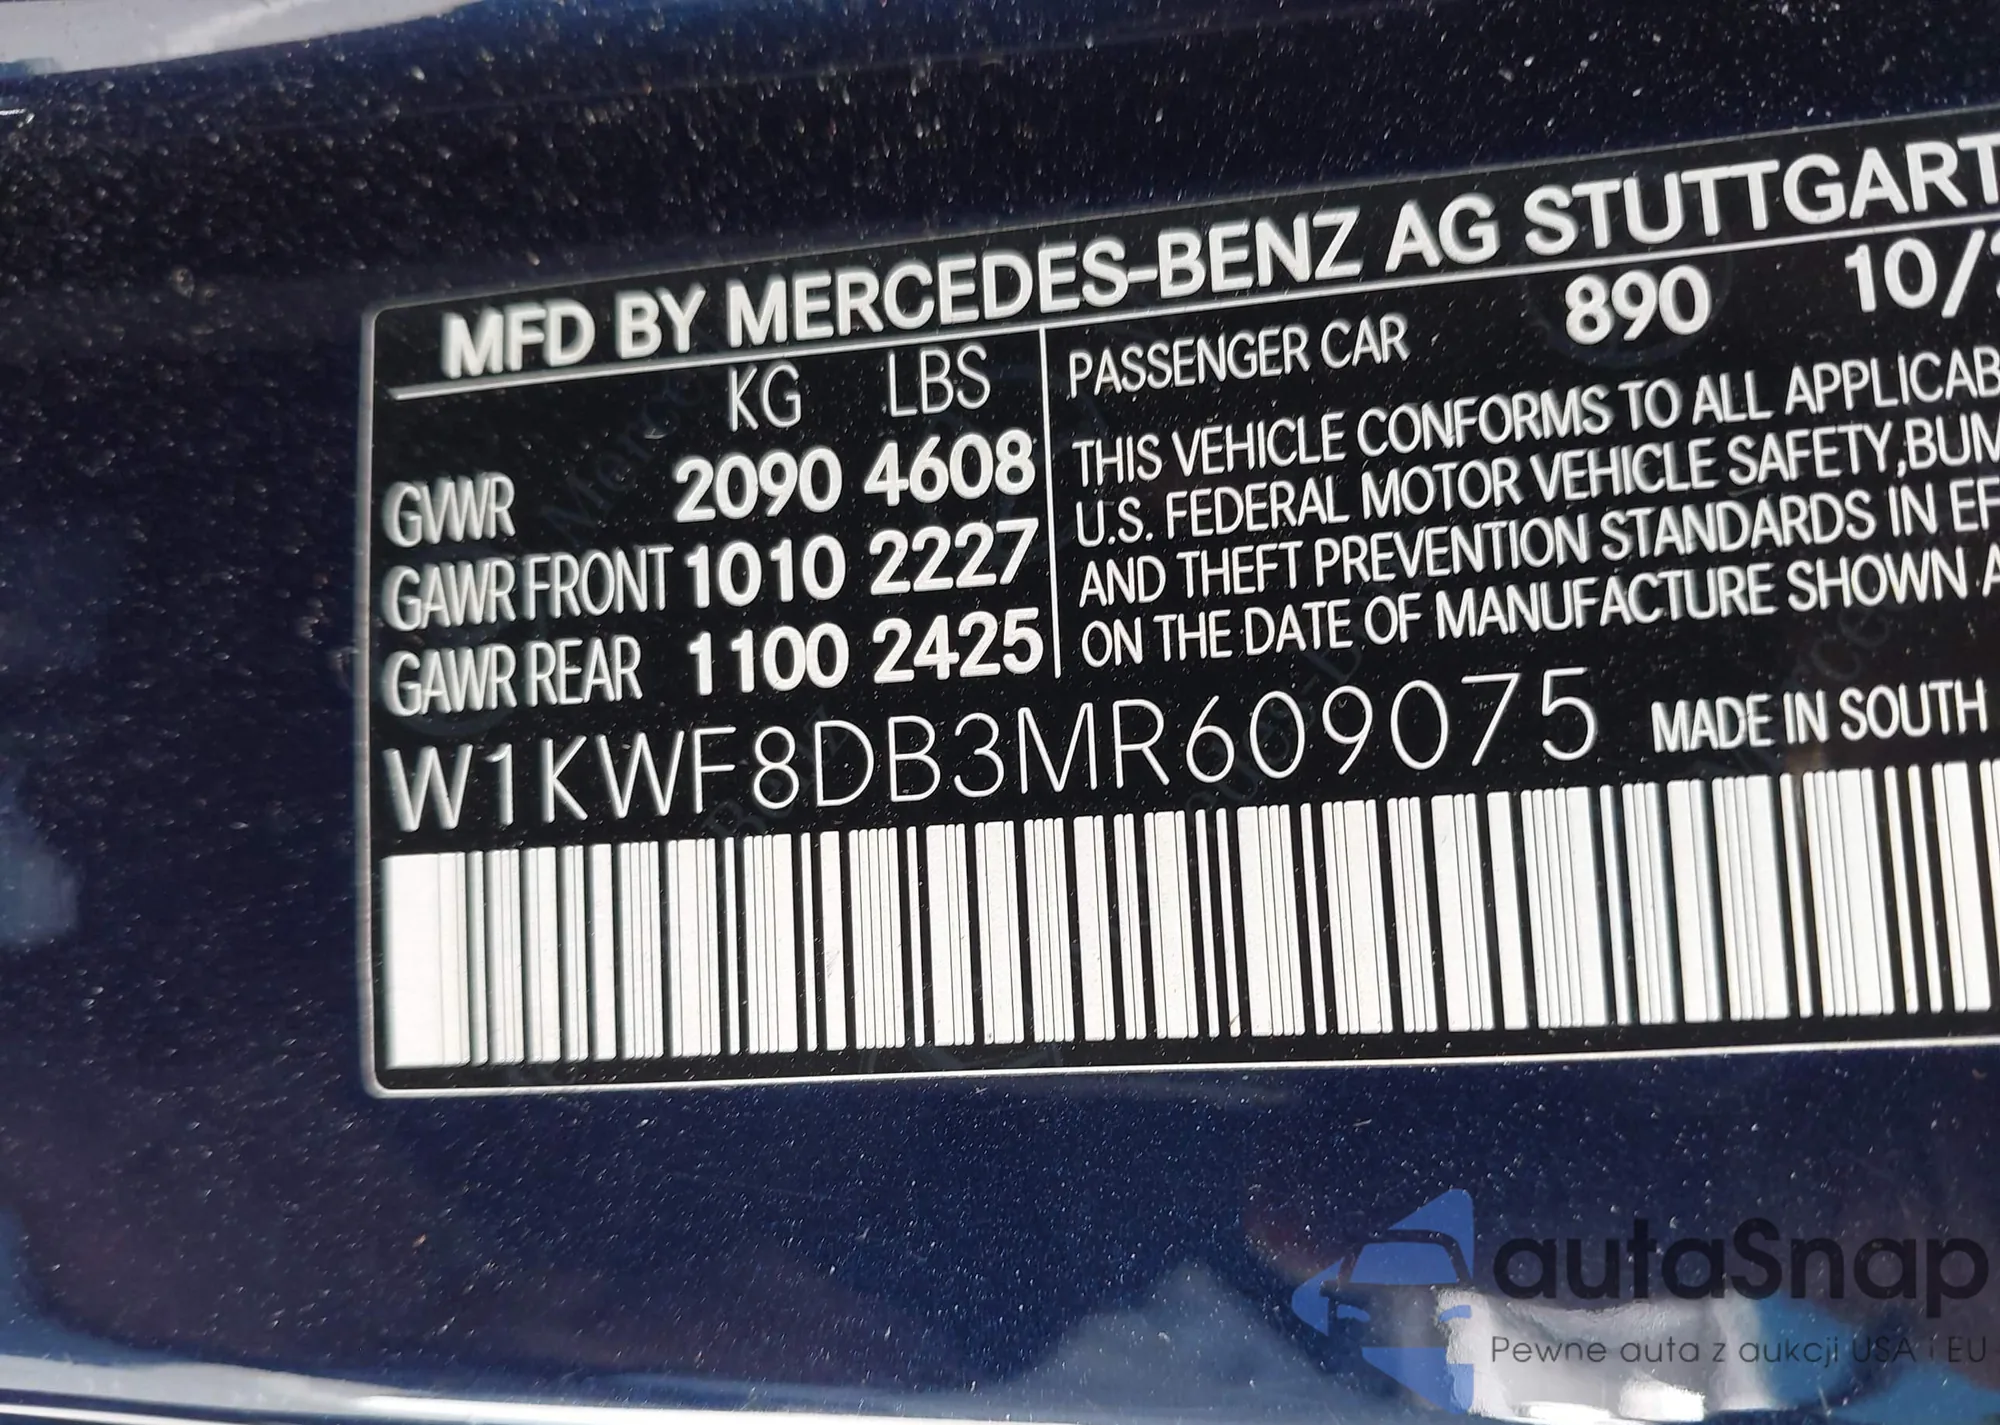 MFD BY MERCEDES-BENZ AG STUTTGART
KG LBS
GVWR 2090 4608
GAWR FRONT 1010 2227
GAWR REAR 1100 2425
PASSENGER CAR 890 10/
THIS VEHICLE CONFORMS TO ALL APPLICAB
U.S. FEDERAL MOTOR VEHICLE SAFETY,BUM
AND THEFT PREVENTION STANDARDS IN EF
ON THE DATE OF MANUFACTURE SHOWN A
W1KWF8DB3MR609075 MADE IN SOUTH
autaSnap
Pewne auta z aukcji USA i EU